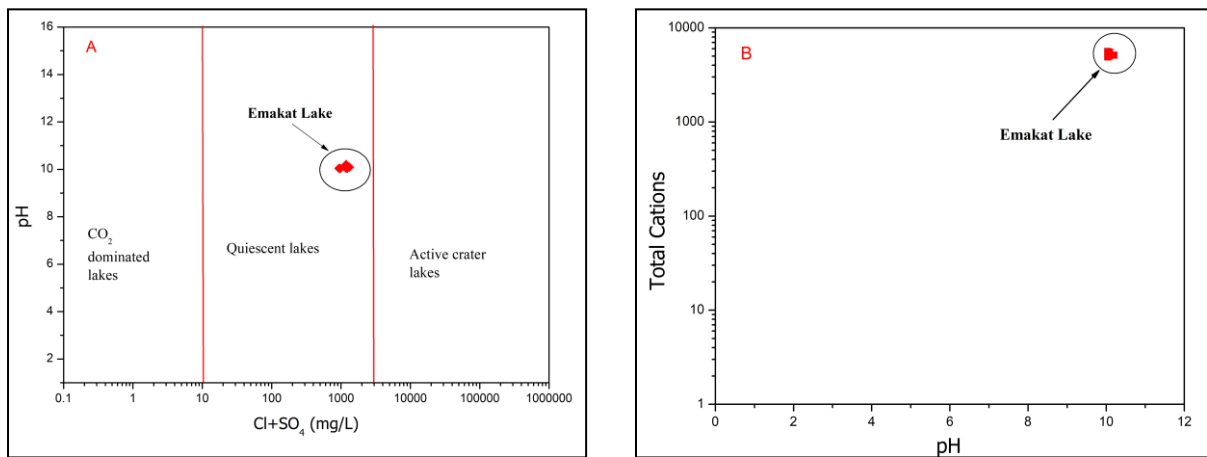 A
16
14
12
10
8
6
4
2
pH
Emakat Lake
CO2
dominated
lakes
Quiescent lakes
Active crater
lakes
0.1
1
10
100
1000
10000
100000
1000000
Cl+SO4 (mg/L)
B
10000
1000
100
10
1
Total Cations
Emakat Lake
0
2
4
6
8
10
12
pH